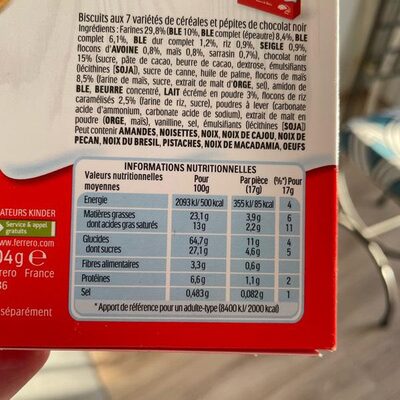 Biscuits aux 7 variétés de céréales et pépites de chocolat noir
Ingrédients : Farines 29,8% (BLE 10%, BLE complet (épeautre) 8,4%, BLE
complet 6,1%, BLE dur complet 1,2%, riz 0,9%, SEIGLE 0,9%,
flocons d'AVOINE 0,8%, maïs 0,8%, sarrasin 0,7%), chocolat noir
15% (sucre, pâte de cacao, beurre de cacao, dextrose, émulsifiants
(lécithines [SOJA]), sucre de canne, huile de palme, flocons de maïs
8,5% (farine de maïs, sucre, extrait de malt d'ORGE, sel), amidon de
BLE, BEURRE concentré, LAIT écrémé en poudre 3%, flocons de riz
caramélisés 2,5% (farine de riz, sucre), poudres à lever (carbonate
acide d'ammonium, carbonate acide de sodium), extrait de malt en
poudre (ORGE, maïs), vanilline, sel, émulsifiants (lécithines [SOJA])
Peut contenir AMANDES, NOISETTES, NOIX, NOIX DE CAJOU, NOIX DE
PECAN, NOIX DU BRESIL, PISTACHES, NOIX DE MACADAMIA, OEUFS
INFORMATIONS NUTRITIONNELLES
Valeurs nutritionnelles moyennes Pour 100g Par pièce (17g) (%*) Pour 17g
Energie 2093 kJ/500 kcal 355 kJ/85 kcal 4
Matières grasses 23,1 g 3,9 g 6
dont acides gras saturés 13 g 2,2 g 11
Glucides 64,7 g 11 g 4
dont sucres 27,1 g 4,6 g 5
Fibres alimentaires 3,3 g 0,6 g
Protéines 6,6 g 1,1 g 2
Sel 0,483 g 0,082 g 1
*Apport de référence pour un adulte-type (8400 kJ/ 2000 kcal)
ATEURS KINDER
Service & appel
gratuits
www.ferrero.com
04g e
rero France
36
séparément